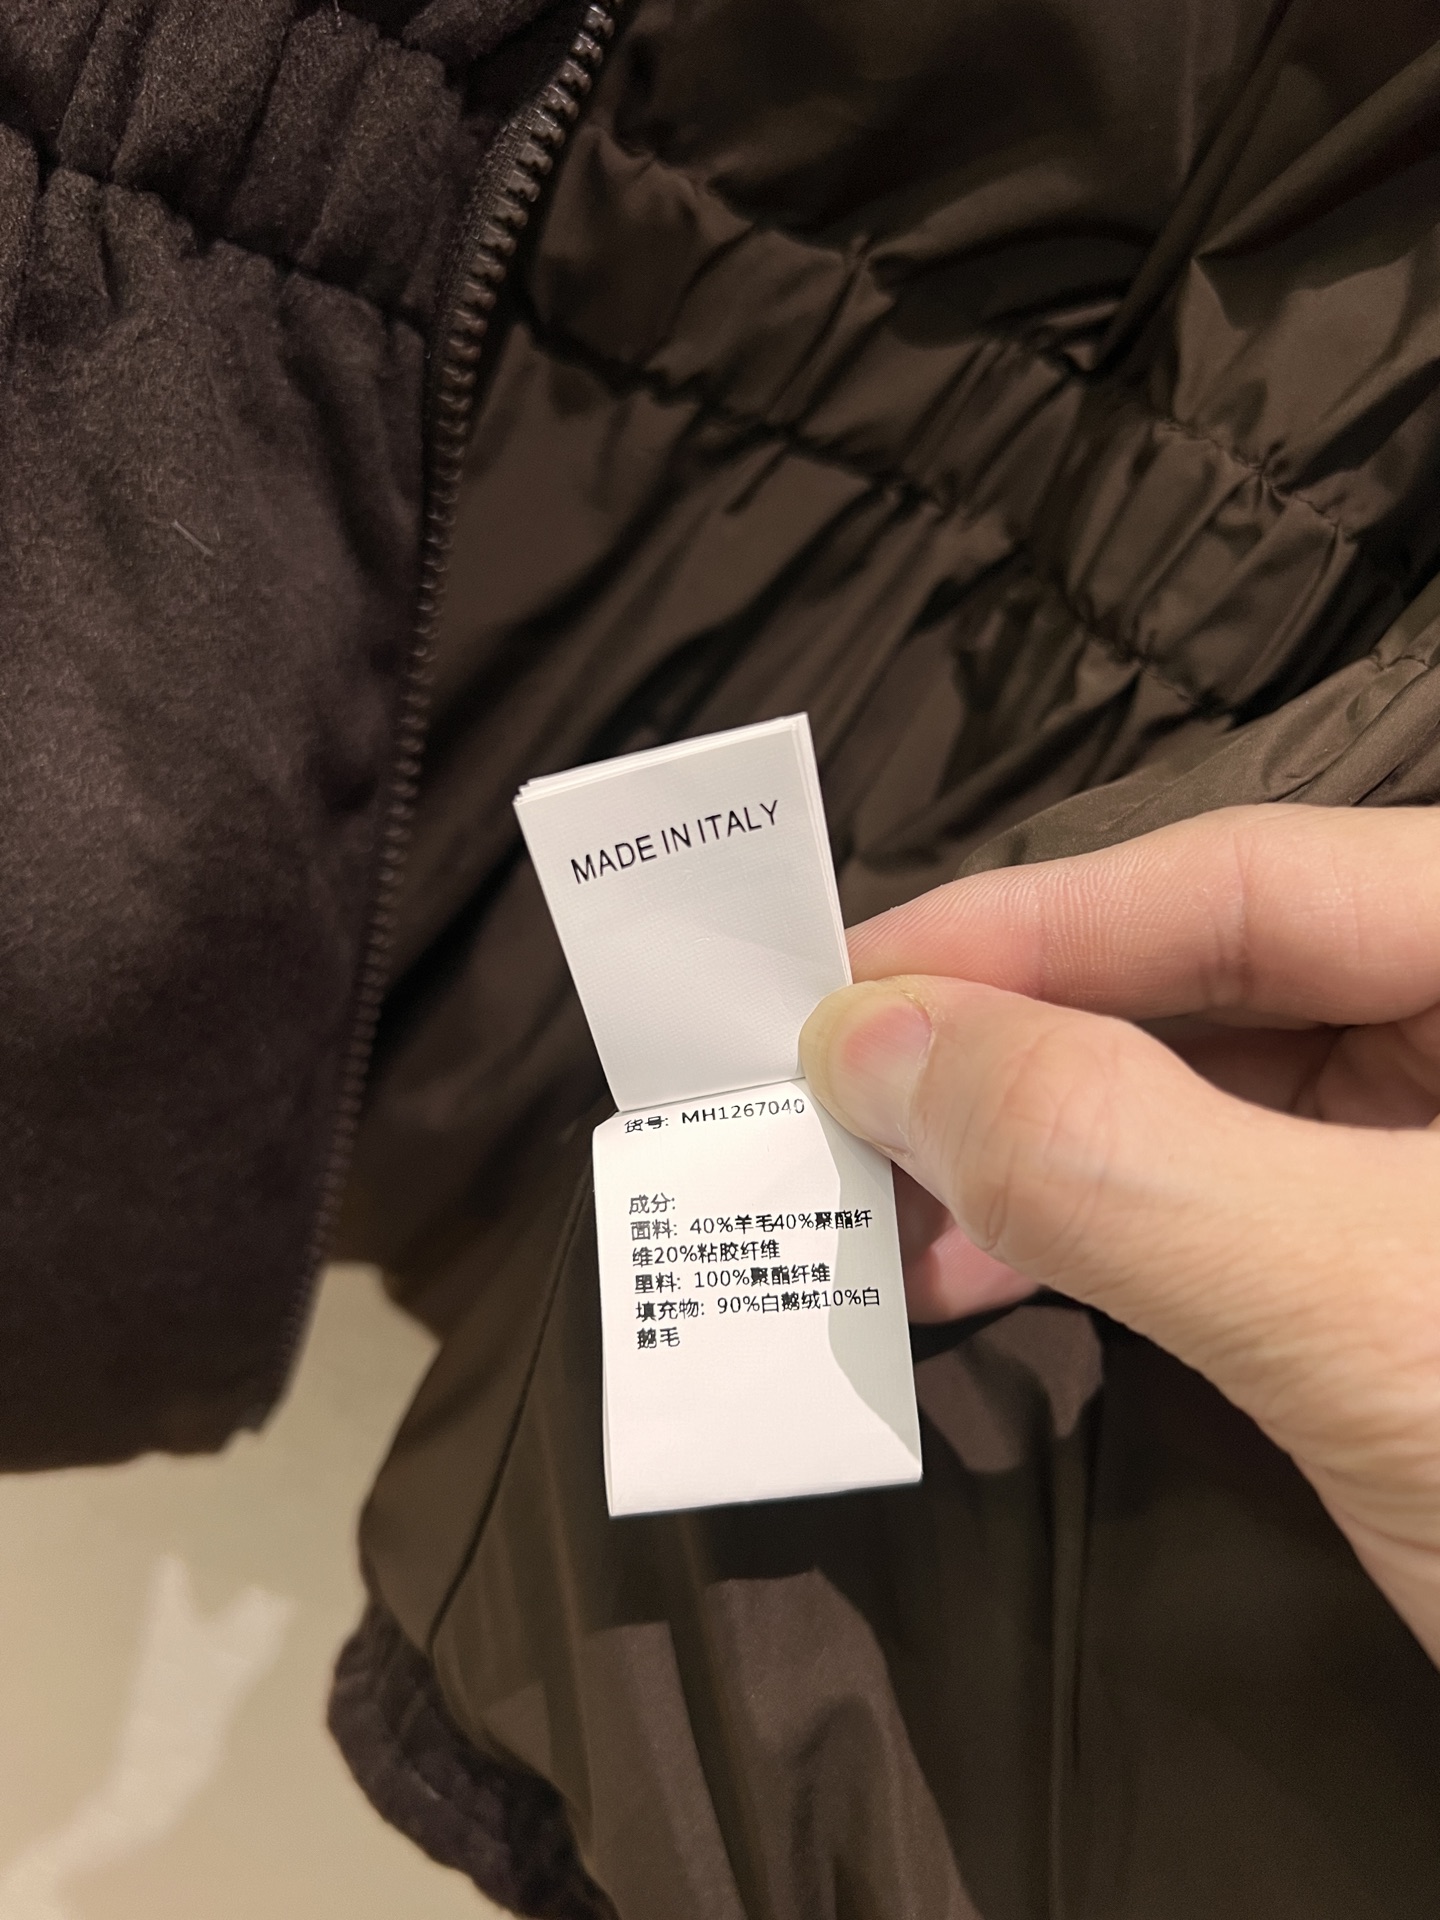 MADE IN ITALY
货号: MH1267040
成分:
面料: 40%羊毛40%聚酯纤
维20%粘胶纤维
里料: 100%聚酯纤维
填充物: 90%白鹅绒10%白
鹅毛